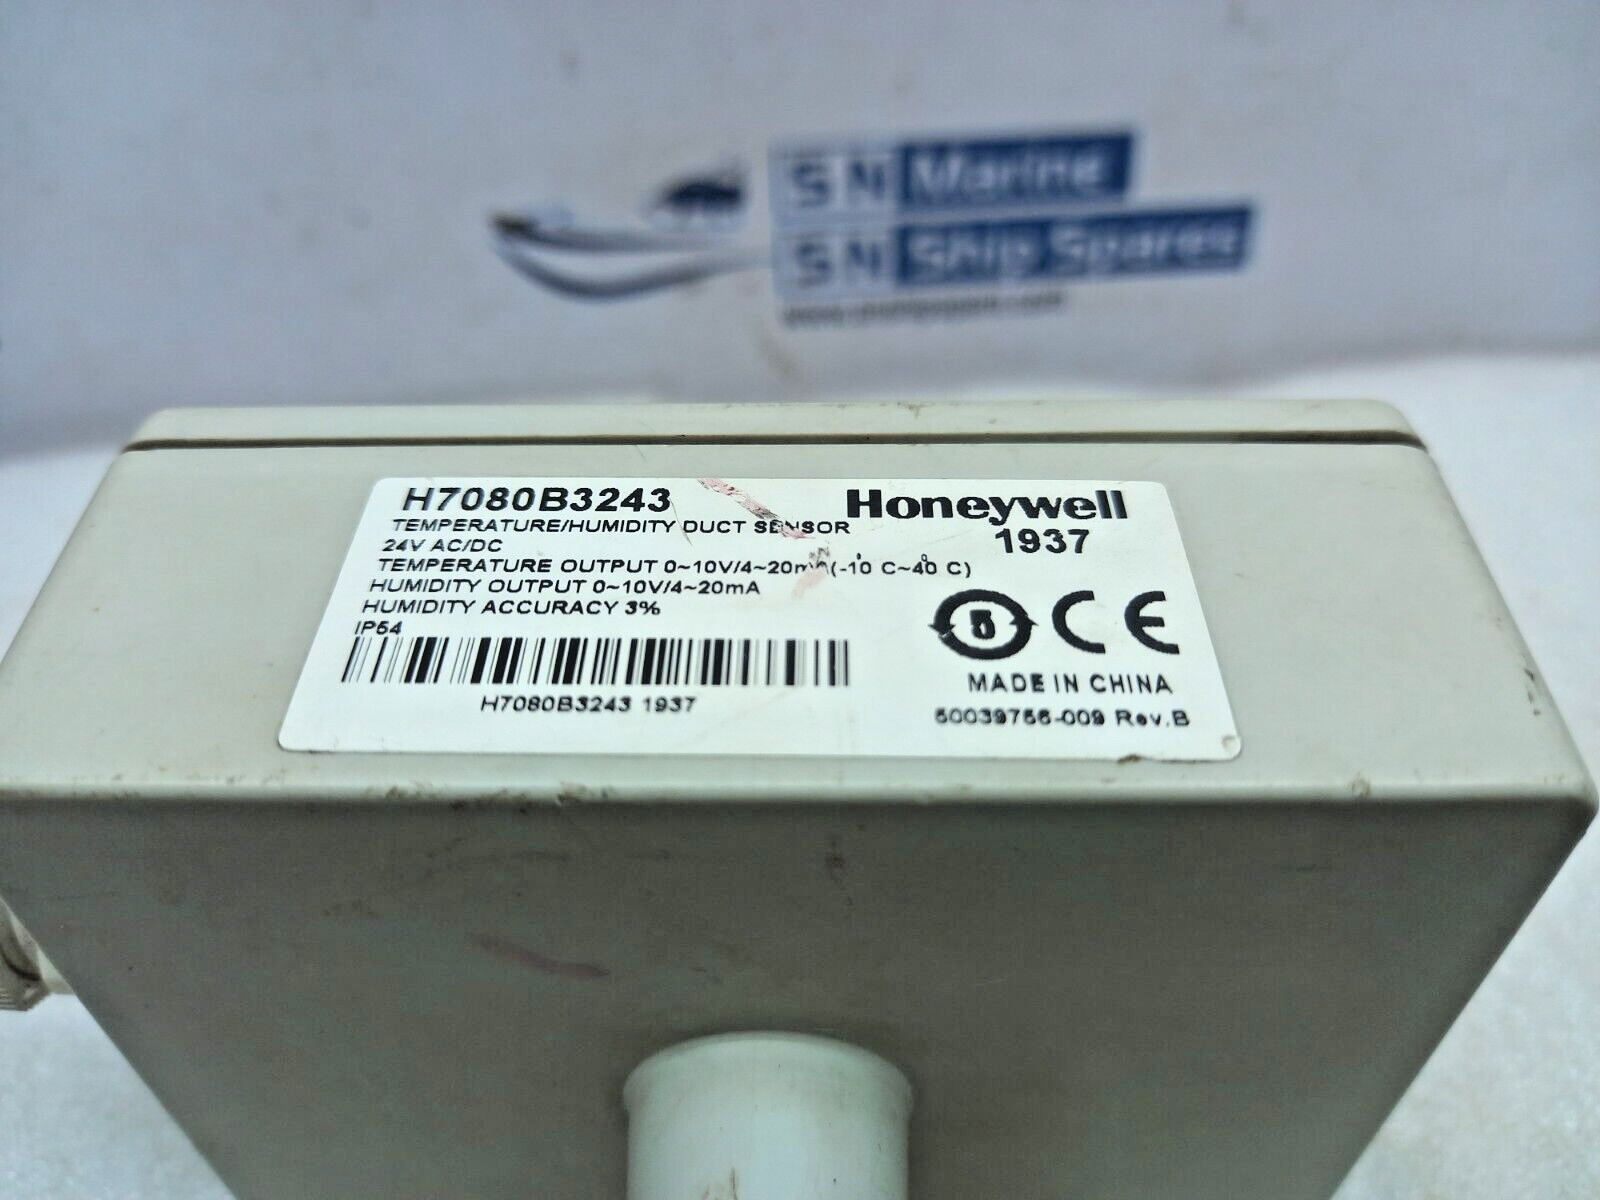 SN Marine
SN Ship Spares
H7080B3243
Honeywell
TEMPERATURE/HUMIDITY DUCT SENSOR
1937
24V AC/DC
TEMPERATURE OUTPUT 0~10V/4~20mA(-10°C~40°C)
HUMIDITY OUTPUT 0~10V/4~20mA
HUMIDITY ACCURACY 3%
IP54
5
CE
H7080B3243 1937
MADE IN CHINA
50039756-009 Rev.B